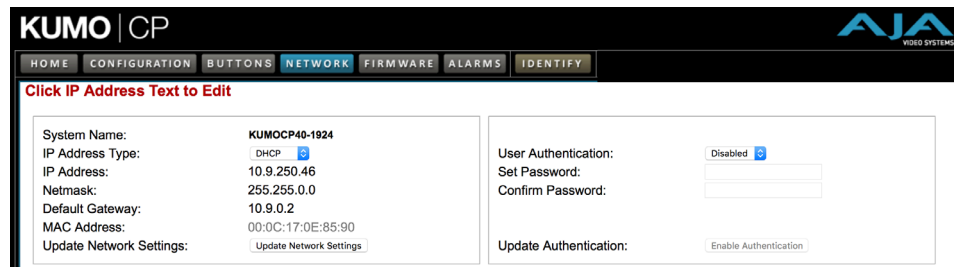 KUMO | CP
AJA
VIDEO SYSTEMS
HOME CONFIGURATION BUTTONS NETWORK FIRMWARE ALARMS IDENTIFY
Click IP Address Text to Edit
System Name: KUMOCP40-1924
IP Address Type: DHCP
IP Address: 10.9.250.46
Netmask: 255.255.0.0
Default Gateway: 10.9.0.2
MAC Address: 00:0C:17:0E:85:90
Update Network Settings: Update Network Settings
User Authentication: Disabled
Set Password:
Confirm Password:
Update Authentication: Enable Authentication